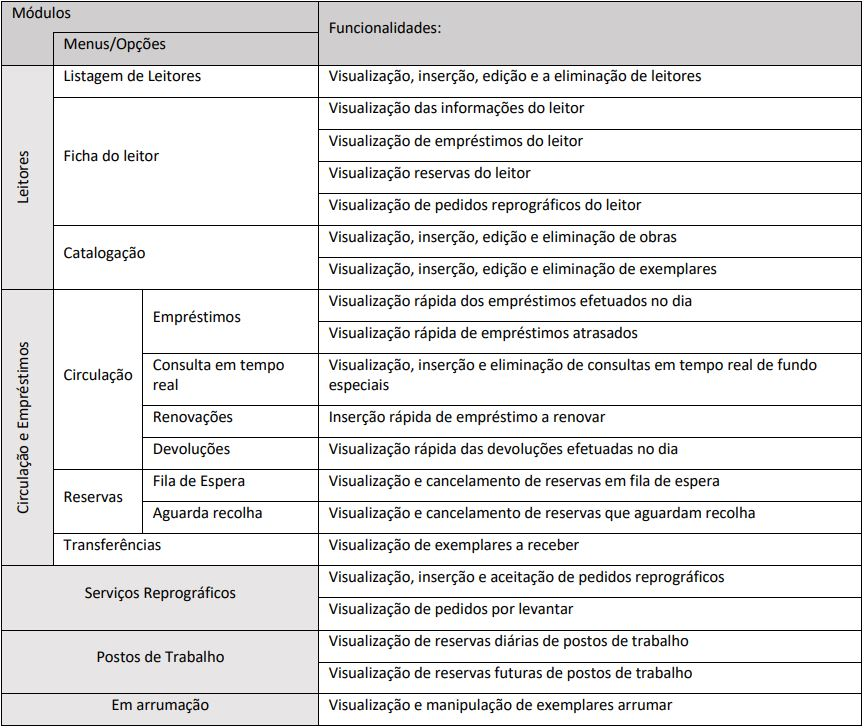 Módulos
Funcionalidades:
Menus/Opções
Leitores
Listagem de Leitores
Visualização, inserção, edição e a eliminação de leitores
Ficha do leitor
Visualização das informações do leitor
Visualização de empréstimos do leitor
Visualização reservas do leitor
Visualização de pedidos reprográficos do leitor
Catalogação
Visualização, inserção, edição e eliminação de obras
Visualização, inserção, edição e eliminação de exemplares
Circulação e Empréstimos
Circulação
Empréstimos
Visualização rápida dos empréstimos efetuados no dia
Visualização rápida de empréstimos atrasados
Consulta em tempo
real
Visualização, inserção e eliminação de consultas em tempo real de fundo
especiais
Renovações
Inserção rápida de empréstimo a renovar
Devoluções
Visualização rápida das devoluções efetuadas no dia
Reservas
Fila de Espera
Visualização e cancelamento de reservas em fila de espera
Aguarda recolha
Visualização e cancelamento de reservas que aguardam recolha
Transferências
Visualização de exemplares a receber
Serviços Reprográficos
Visualização, inserção e aceitação de pedidos reprográficos
Visualização de pedidos por levantar
Postos de Trabalho
Visualização de reservas diárias de postos de trabalho
Visualização de reservas futuras de postos de trabalho
Em arrumação
Visualização e manipulação de exemplares arrumar